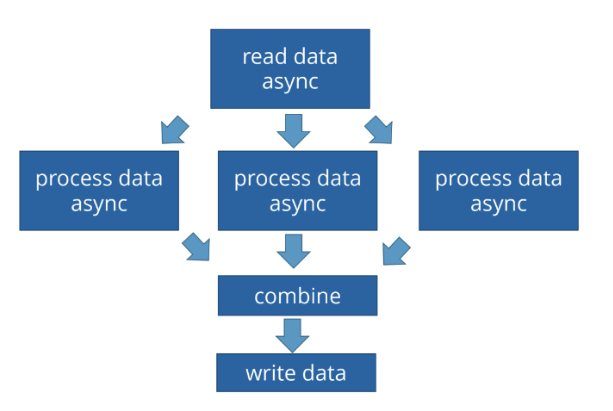 read data
async
process data
async
process data
async
process data
async
combine
write data